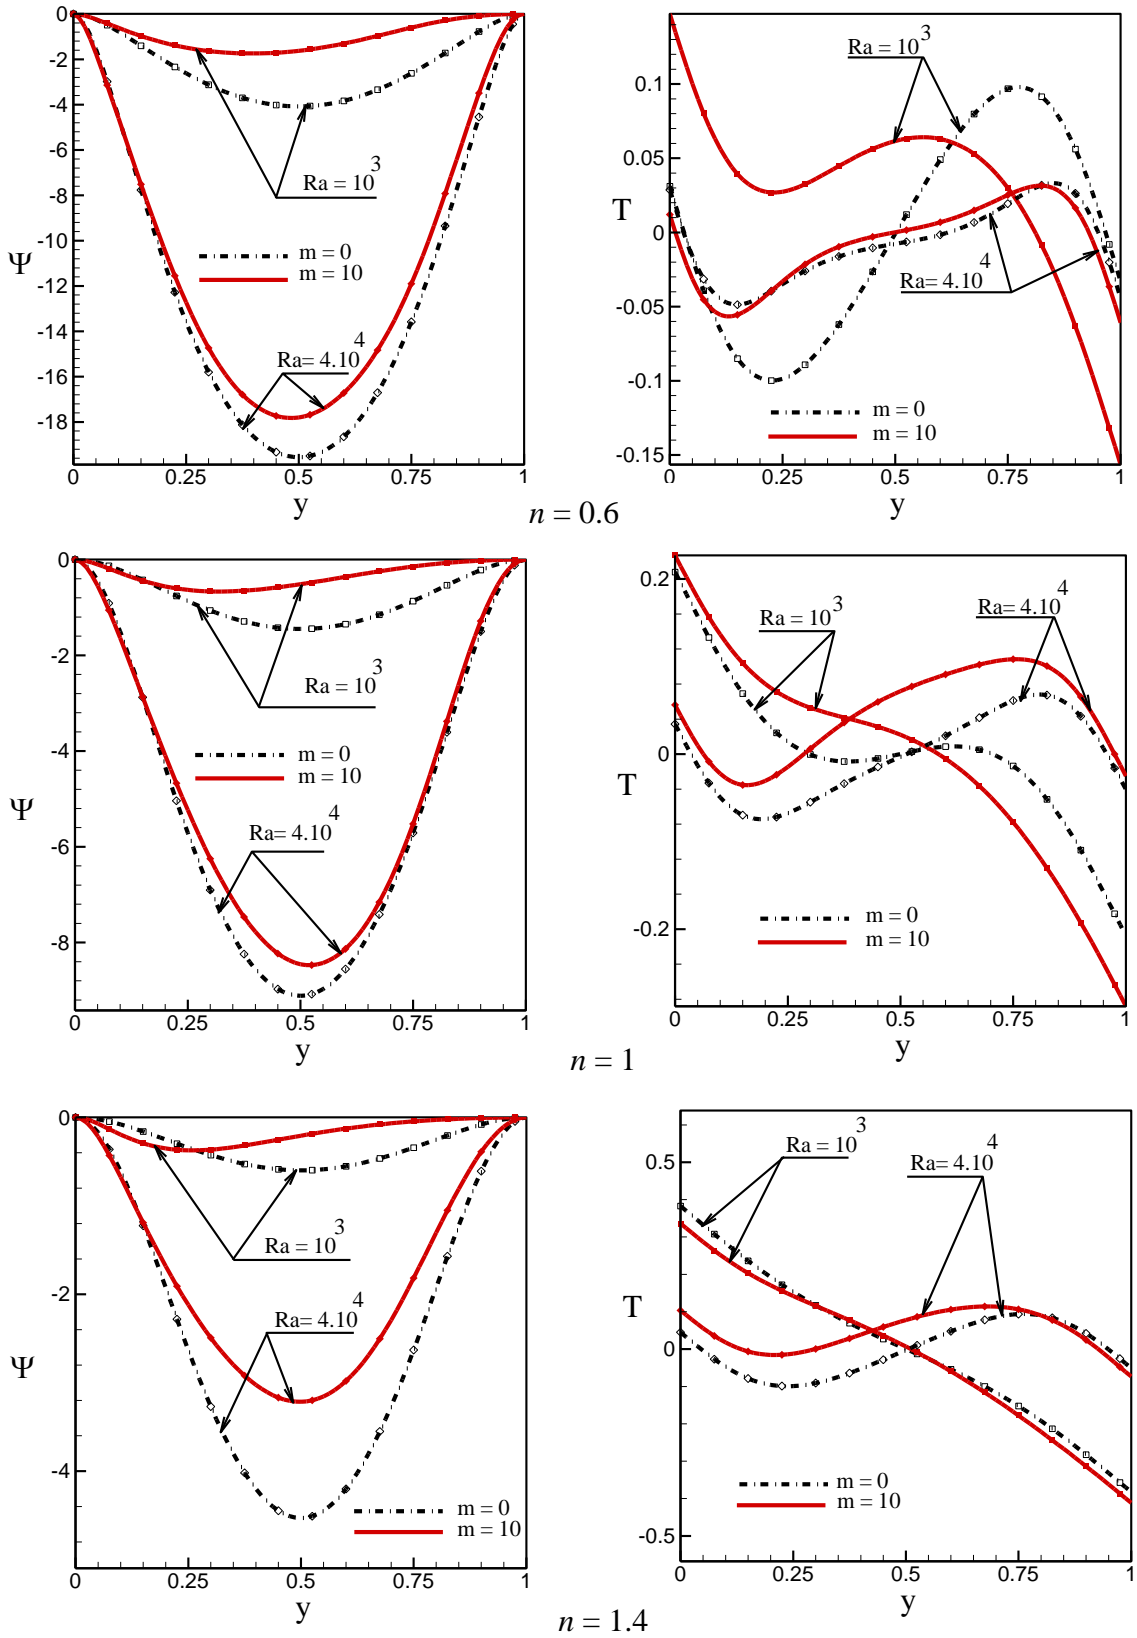 0
-2
-4
-6
-8
-10
-12
-14
-16
-18
Ψ
Ra = 10^3
m = 0
m = 10
Ra= 4.10^4
0 0.25 0.5 0.75 1
y
0.1
0.05
0
-0.05
-0.1
-0.15
T
Ra = 10^3
Ra= 4.10^4
m = 0
m = 10
0 0.25 0.5 0.75 1
y
n = 0.6
0
-2
-4
-6
-8
Ψ
Ra = 10^3
m = 0
m = 10
Ra= 4.10^4
0 0.25 0.5 0.75 1
y
0.2
0
-0.2
T
Ra = 10^3
Ra= 4.10^4
m = 0
m = 10
0 0.25 0.5 0.75 1
y
n = 1
0
-2
-4
Ψ
Ra = 10^3
Ra= 4.10^4
m = 0
m = 10
0 0.25 0.5 0.75 1
y
0.5
0
-0.5
T
Ra = 10^3
Ra= 4.10^4
m = 0
m = 10
0 0.25 0.5 0.75 1
y
n = 1.4